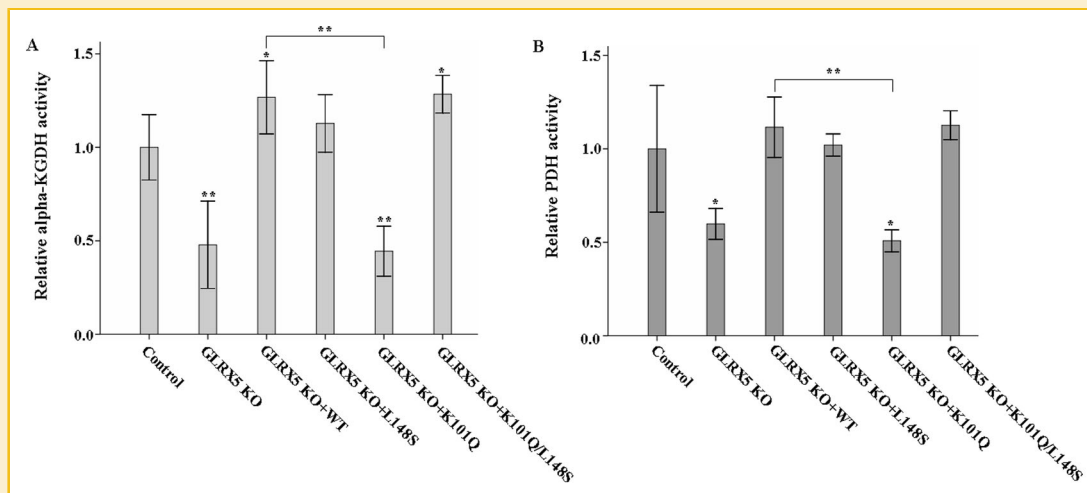 A
Relative alpha-KGDH activity
1.5
1.0
0.5
0.0
**
*
**
**
*
Control
GLRX5 KO
GLRX5 KO+WT
GLRX5 KO+L148S
GLRX5 KO+K101Q
GLRX5 KO+K101Q/L148S
B
Relative PDH activity
1.5
1.0
0.5
0.0
**
*
*
Control
GLRX5 KO
GLRX5 KO+WT
GLRX5 KO+L148S
GLRX5 KO+K101Q
GLRX5 KO+K101Q/L148S